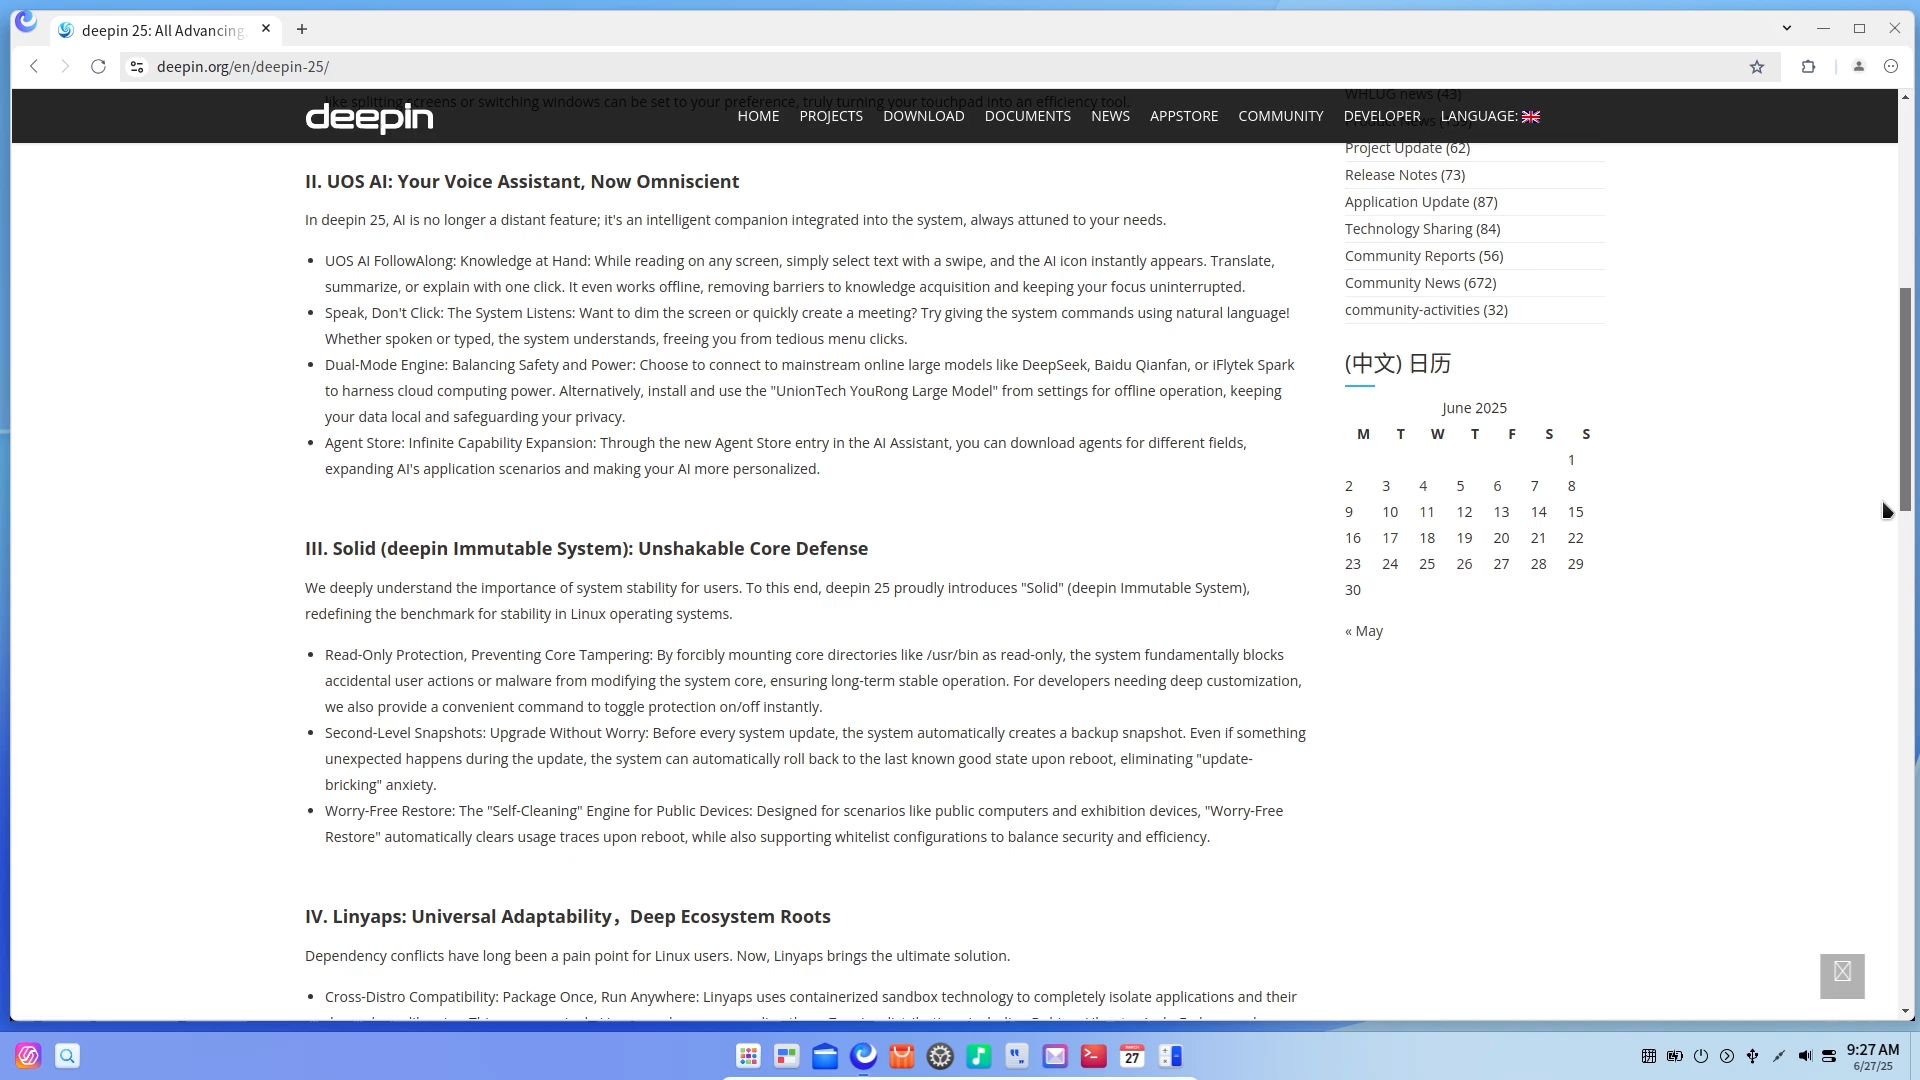 deepin 25: All Advancing
deepin.org/en/deepin-25/
like splitting screens or switching windows can be set to your preference, truly turning your touchpad into an efficiency tool.
deepin
HOME PROJECTS DOWNLOAD DOCUMENTS NEWS APPSTORE COMMUNITY DEVELOPER LANGUAGE:
II. UOS AI: Your Voice Assistant, Now Omniscient
In deepin 25, AI is no longer a distant feature; it's an intelligent companion integrated into the system, always attuned to your needs.
• UOS AI FollowAlong: Knowledge at Hand: While reading on any screen, simply select text with a swipe, and the AI icon instantly appears. Translate,
summarize, or explain with one click. It even works offline, removing barriers to knowledge acquisition and keeping your focus uninterrupted.
• Speak, Don't Click: The System Listens: Want to dim the screen or quickly create a meeting? Try giving the system commands using natural language!
Whether spoken or typed, the system understands, freeing you from tedious menu clicks.
• Dual-Mode Engine: Balancing Safety and Power: Choose to connect to mainstream online large models like DeepSeek, Baidu Qianfan, or iFlytek Spark
to harness cloud computing power. Alternatively, install and use the "UnionTech YouRong Large Model" from settings for offline operation, keeping
your data local and safeguarding your privacy.
• Agent Store: Infinite Capability Expansion: Through the new Agent Store entry in the AI Assistant, you can download agents for different fields,
expanding AI's application scenarios and making your AI more personalized.
III. Solid (deepin Immutable System): Unshakable Core Defense
We deeply understand the importance of system stability for users. To this end, deepin 25 proudly introduces "Solid" (deepin Immutable System),
redefining the benchmark for stability in Linux operating systems.
• Read-Only Protection, Preventing Core Tampering: By forcibly mounting core directories like /usr/bin as read-only, the system fundamentally blocks
accidental user actions or malware from modifying the system core, ensuring long-term stable operation. For developers needing deep customization,
we also provide a convenient command to toggle protection on/off instantly.
• Second-Level Snapshots: Upgrade Without Worry: Before every system update, the system automatically creates a backup snapshot. Even if something
unexpected happens during the update, the system can automatically roll back to the last known good state upon reboot, eliminating "update-
bricking" anxiety.
• Worry-Free Restore: The "Self-Cleaning" Engine for Public Devices: Designed for scenarios like public computers and exhibition devices, "Worry-Free
Restore" automatically clears usage traces upon reboot, while also supporting whitelist configurations to balance security and efficiency.
IV. Linyaps: Universal Adaptability，Deep Ecosystem Roots
Dependency conflicts have long been a pain point for Linux users. Now, Linyaps brings the ultimate solution.
• Cross-Distro Compatibility: Package Once, Run Anywhere: Linyaps uses containerized sandbox technology to completely isolate applications and their
WHLUG news (43)
Project Update (62)
Release Notes (73)
Application Update (87)
Technology Sharing (84)
Community Reports (56)
Community News (672)
community-activities (32)
(中文) 日历
June 2025
M T W T F S S
1
2 3 4 5 6 7 8
9 10 11 12 13 14 15
16 17 18 19 20 21 22
23 24 25 26 27 28 29
30
« May
27
9:27 AM
6/27/25